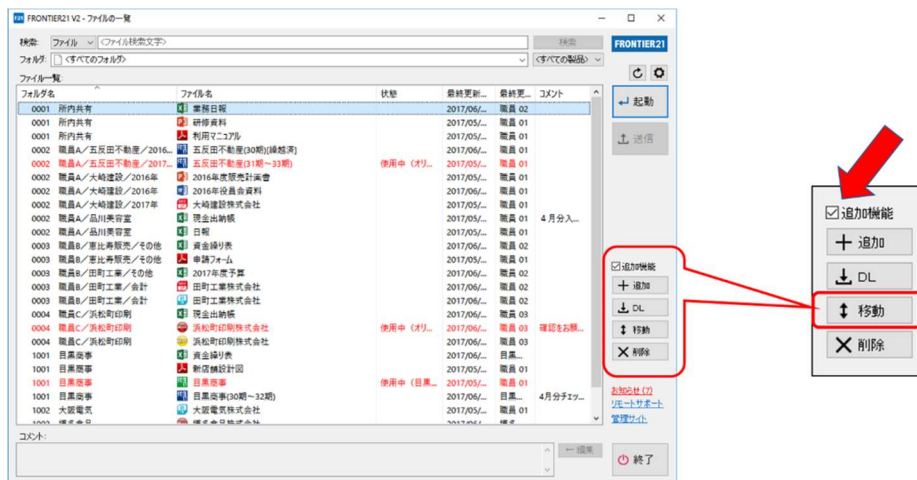 FRONTIER21 V2 - ファイルの一覧
検索: ファイル <ファイル検索文字> 検索 FRONTIER21
フォルダ: <すべてのフォルダ> <すべての製品>
ファイル一覧:
フォルダ名 ファイル名 状態 最終更新... 最終更... コメント
0001 所内共有 業務日報 2017/06/... 職員 02
起動
0001 所内共有 研修資料 2017/05/... 職員 01
0001 所内共有 利用マニュアル 2017/05/... 職員 01
送信
0002 職員A/五反田不動産/2016... 五反田不動産(30期)[繰越済] 2017/06/... 職員 01
0002 職員A/五反田不動産/2017... 五反田不動産(31期~33期) 使用中(オリ... 2017/05/... 職員 01
0002 職員A/大崎建設/2016年 2016年度販売計画書 2017/05/... 職員 01
0002 職員A/大崎建設/2016年 2016年役員会資料 2017/06/... 職員 01
0002 職員A/大崎建設/2017年 大崎建設株式会社 2017/05/... 職員 01
0002 職員A/品川美容室 現金出納帳 2017/05/... 職員 01 4月分入...
0002 職員A/品川美容室 日報 2017/05/... 職員 01
0003 職員B/恵比寿販売/その他 資金繰り表 2017/06/... 職員 02
0003 職員B/恵比寿販売/その他 申請フォーム 2017/05/... 職員 01
0003 職員B/田町工業/その他 2017年度予算 2017/06/... 職員 02
0003 職員B/田町工業/会計 田町工業株式会社 2017/06/... 職員 02
0003 職員B/田町工業/会計 田町工業株式会社 2017/06/... 職員 02
0004 職員C/浜松町印刷 現金出納帳 2017/05/... 職員 03
0004 職員C/浜松町印刷 浜松町印刷株式会社 使用中(オリ... 2017/06/... 職員 03 確認をお願...
0004 職員C/浜松町印刷 浜松町印刷株式会社 2017/06/... 職員 03
1001 目黒商事 資金繰り表 2017/06/... 目黒...
1001 目黒商事 新店舗設計図 2017/05/... 職員 01
1001 目黒商事 目黒商事 使用中(目黒... 2017/05/... 職員 01
1001 目黒商事 目黒商事(30期~32期) 2017/06/... 目黒... 4月分チェッ...
1002 大阪電気 大阪電気株式会社 2017/05/... 職員 01
追加機能
追加
DL
移動
削除
お知らせ (7)
リモートサポート
管理サイト
コメント:
編集
終了
追加機能
追加
DL
移動
削除